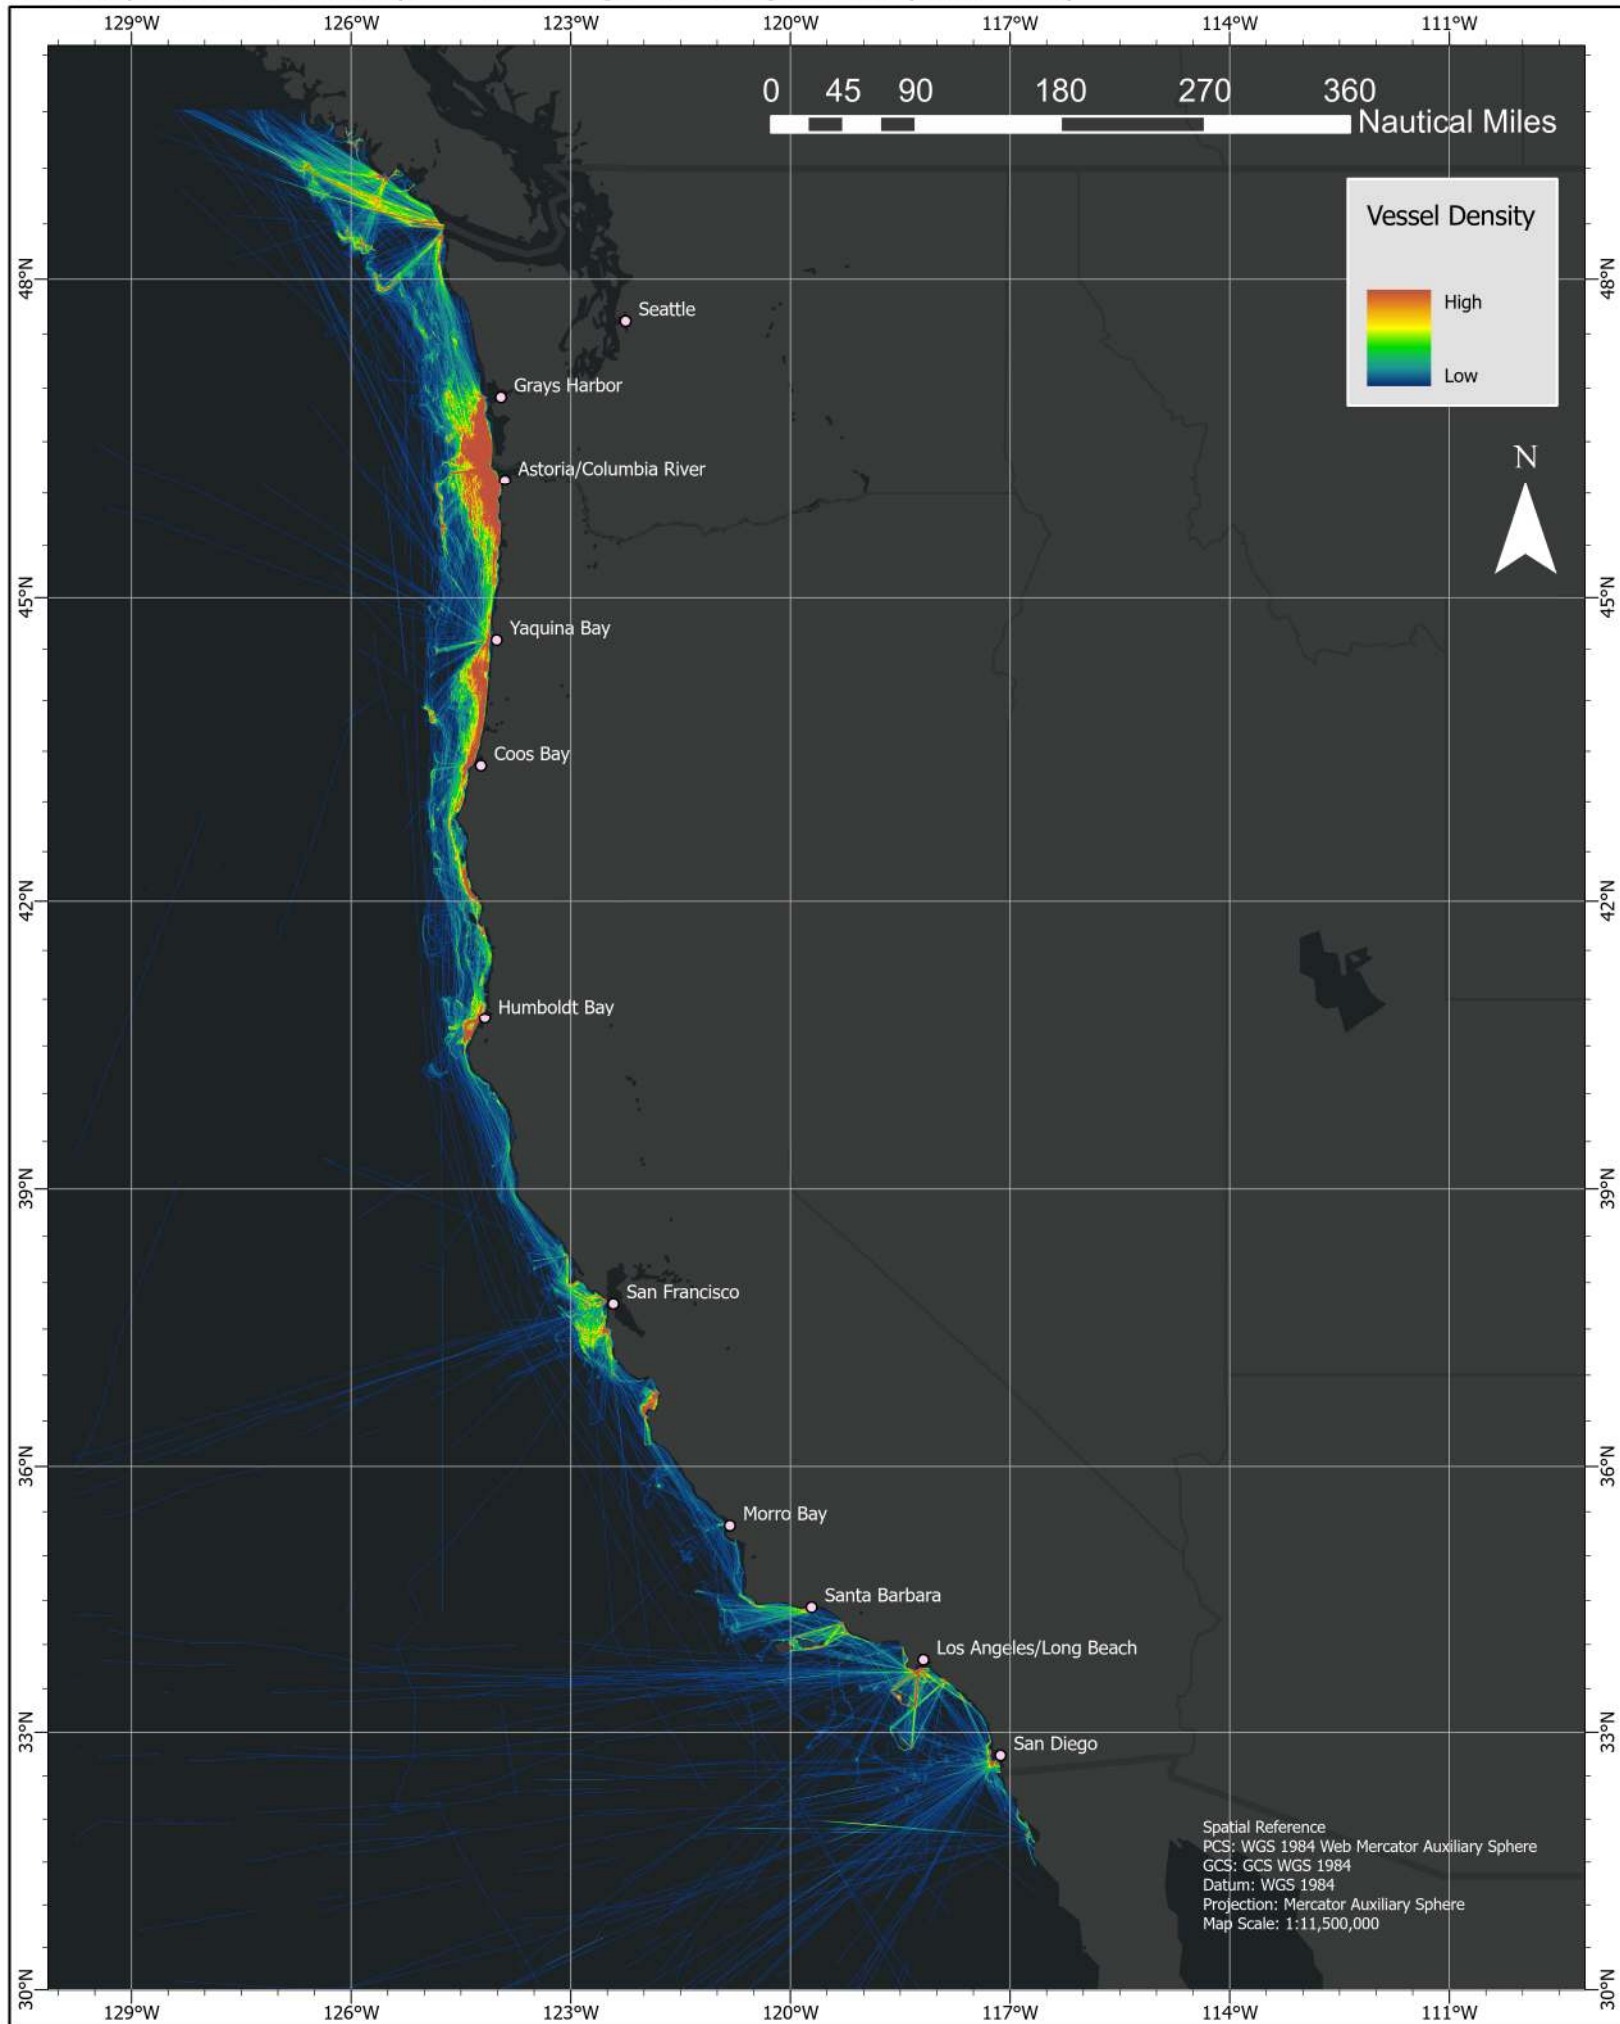 129°W 126°W 123°W 120°W 117°W 114°W 111°W
0 45 90 180 270 360
Nautical Miles
Vessel Density
High
Low
N
48°N 48°N
Seattle
Grays Harbor
Astoria/Columbia River
45°N 45°N
Yaquina Bay
Coos Bay
42°N 42°N
Humboldt Bay
39°N 39°N
San Francisco
36°N 36°N
Morro Bay
Santa Barbara
Los Angeles/Long Beach
33°N 33°N
San Diego
Spatial Reference
PCS: WGS 1984 Web Mercator Auxiliary Sphere
GCS: GCS WGS 1984
Datum: WGS 1984
Projection: Mercator Auxiliary Sphere
Map Scale: 1:11,500,000
30°N 30°N
129°W 126°W 123°W 120°W 117°W 114°W 111°W